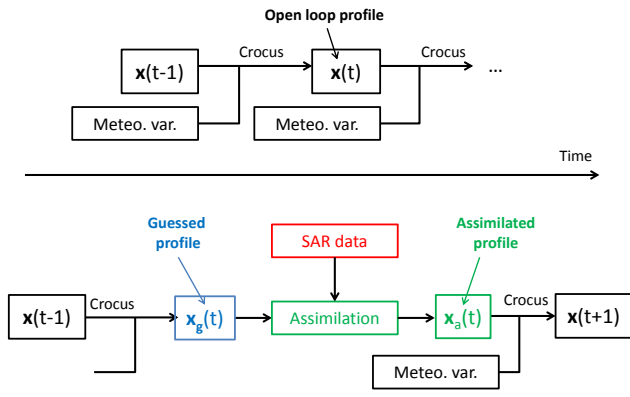 Open loop profile
Crocus
Crocus
x(t-1)
x(t)
...
Meteo. var.
Meteo. var.
Time
Guessed
profile
SAR data
Assimilated
profile
Crocus
Crocus
x(t-1)
xg(t)
Assimilation
xa(t)
x(t+1)
Meteo. var.